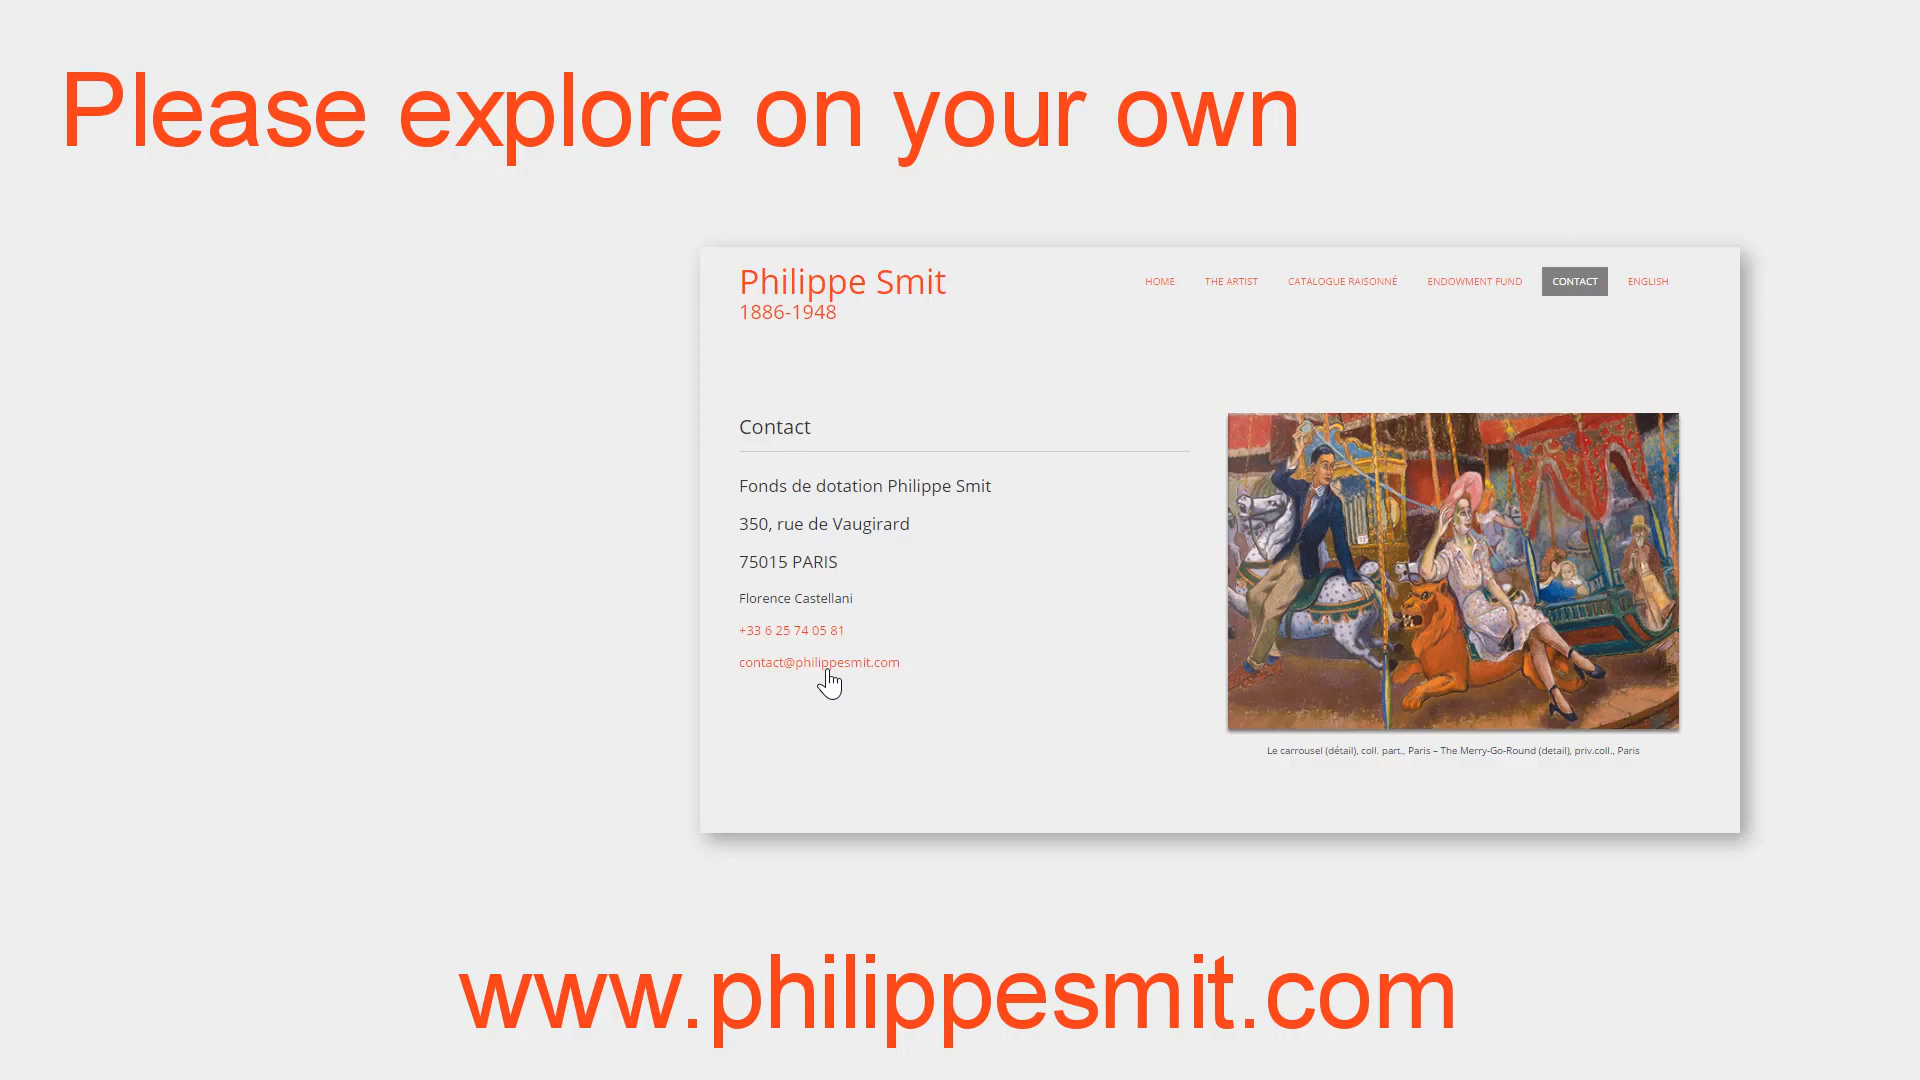 Please explore on your own
Philippe Smit
1886-1948
HOME THE ARTIST CATALOGUE RAISONNÉ ENDOWMENT FUND CONTACT ENGLISH
Contact
Fonds de dotation Philippe Smit
350, rue de Vaugirard
75015 PARIS
Florence Castellani
+33 6 25 74 05 81
contact@philippesmit.com
Le carrousel (détail), coll. part., Paris – The Merry-Go-Round (detail), priv.coll., Paris
www.philippesmit.com